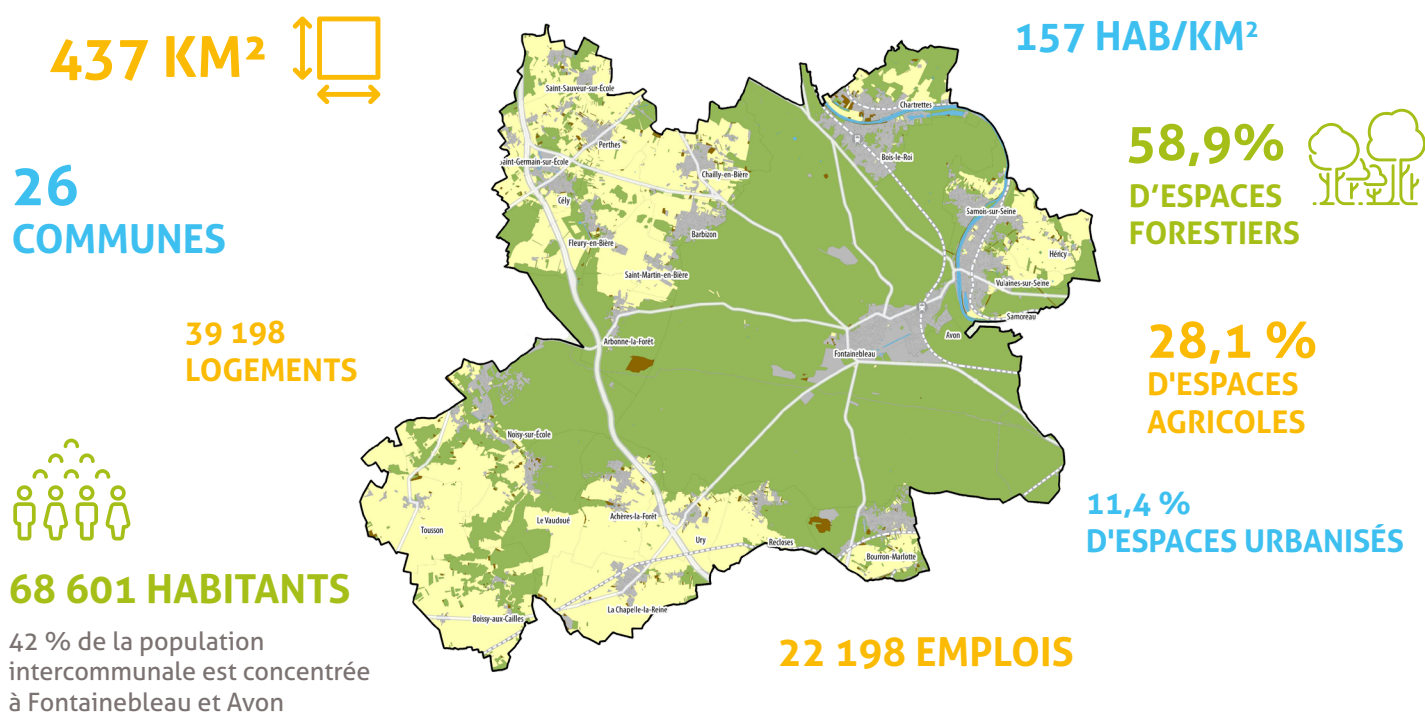 437 KM²
157 HAB/KM²
26
COMMUNES
58,9%
D'ESPACES
FORESTIERS
39 198
LOGEMENTS
28,1 %
D'ESPACES
AGRICOLES
11,4 %
D'ESPACES URBANISÉS
68 601 HABITANTS
42 % de la population
intercommunale est concentrée
à Fontainebleau et Avon
22 198 EMPLOIS
Saint-Sauveur-sur-École
Chartrettes
Perthes
Bois-le-Roi
Saint-Germain-sur-École
Chailly-en-Bière
Cély
Samois-sur-Seine
Barbizon
Fleury-en-Bière
Héricy
Saint-Martin-en-Bière
Vulaines-sur-Seine
Samoreau
Avon
Arbonne-la-Forêt
Fontainebleau
Noisy-sur-École
Achères-la-Forêt
Le Vaudoué
Tousson
Ury
Recloses
Bourron-Marlotte
La Chapelle-la-Reine
Boissy-aux-Cailles